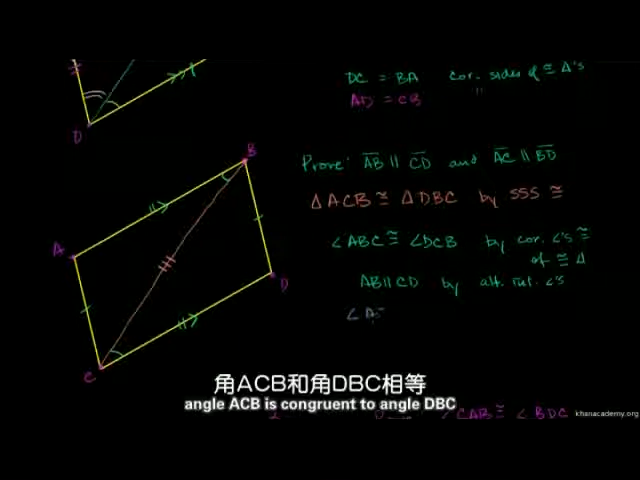 DC = BA cor. sides of ≅ Δ's
AD = CB "
D
Prove: AB || CD and AC || BD
B
ΔACB ≅ ΔDBC by SSS ≅
∠ABC ≅ ∠DCB by cor. ∠'s ≅
of ≅ Δ
A
AB || CD by alt. int. ∠'s
D
∠A
C
角ACB和角DBC相等
angle ACB is congruent to angle DBC
∠CAB ≅ ∠BDC
khanacademy.org